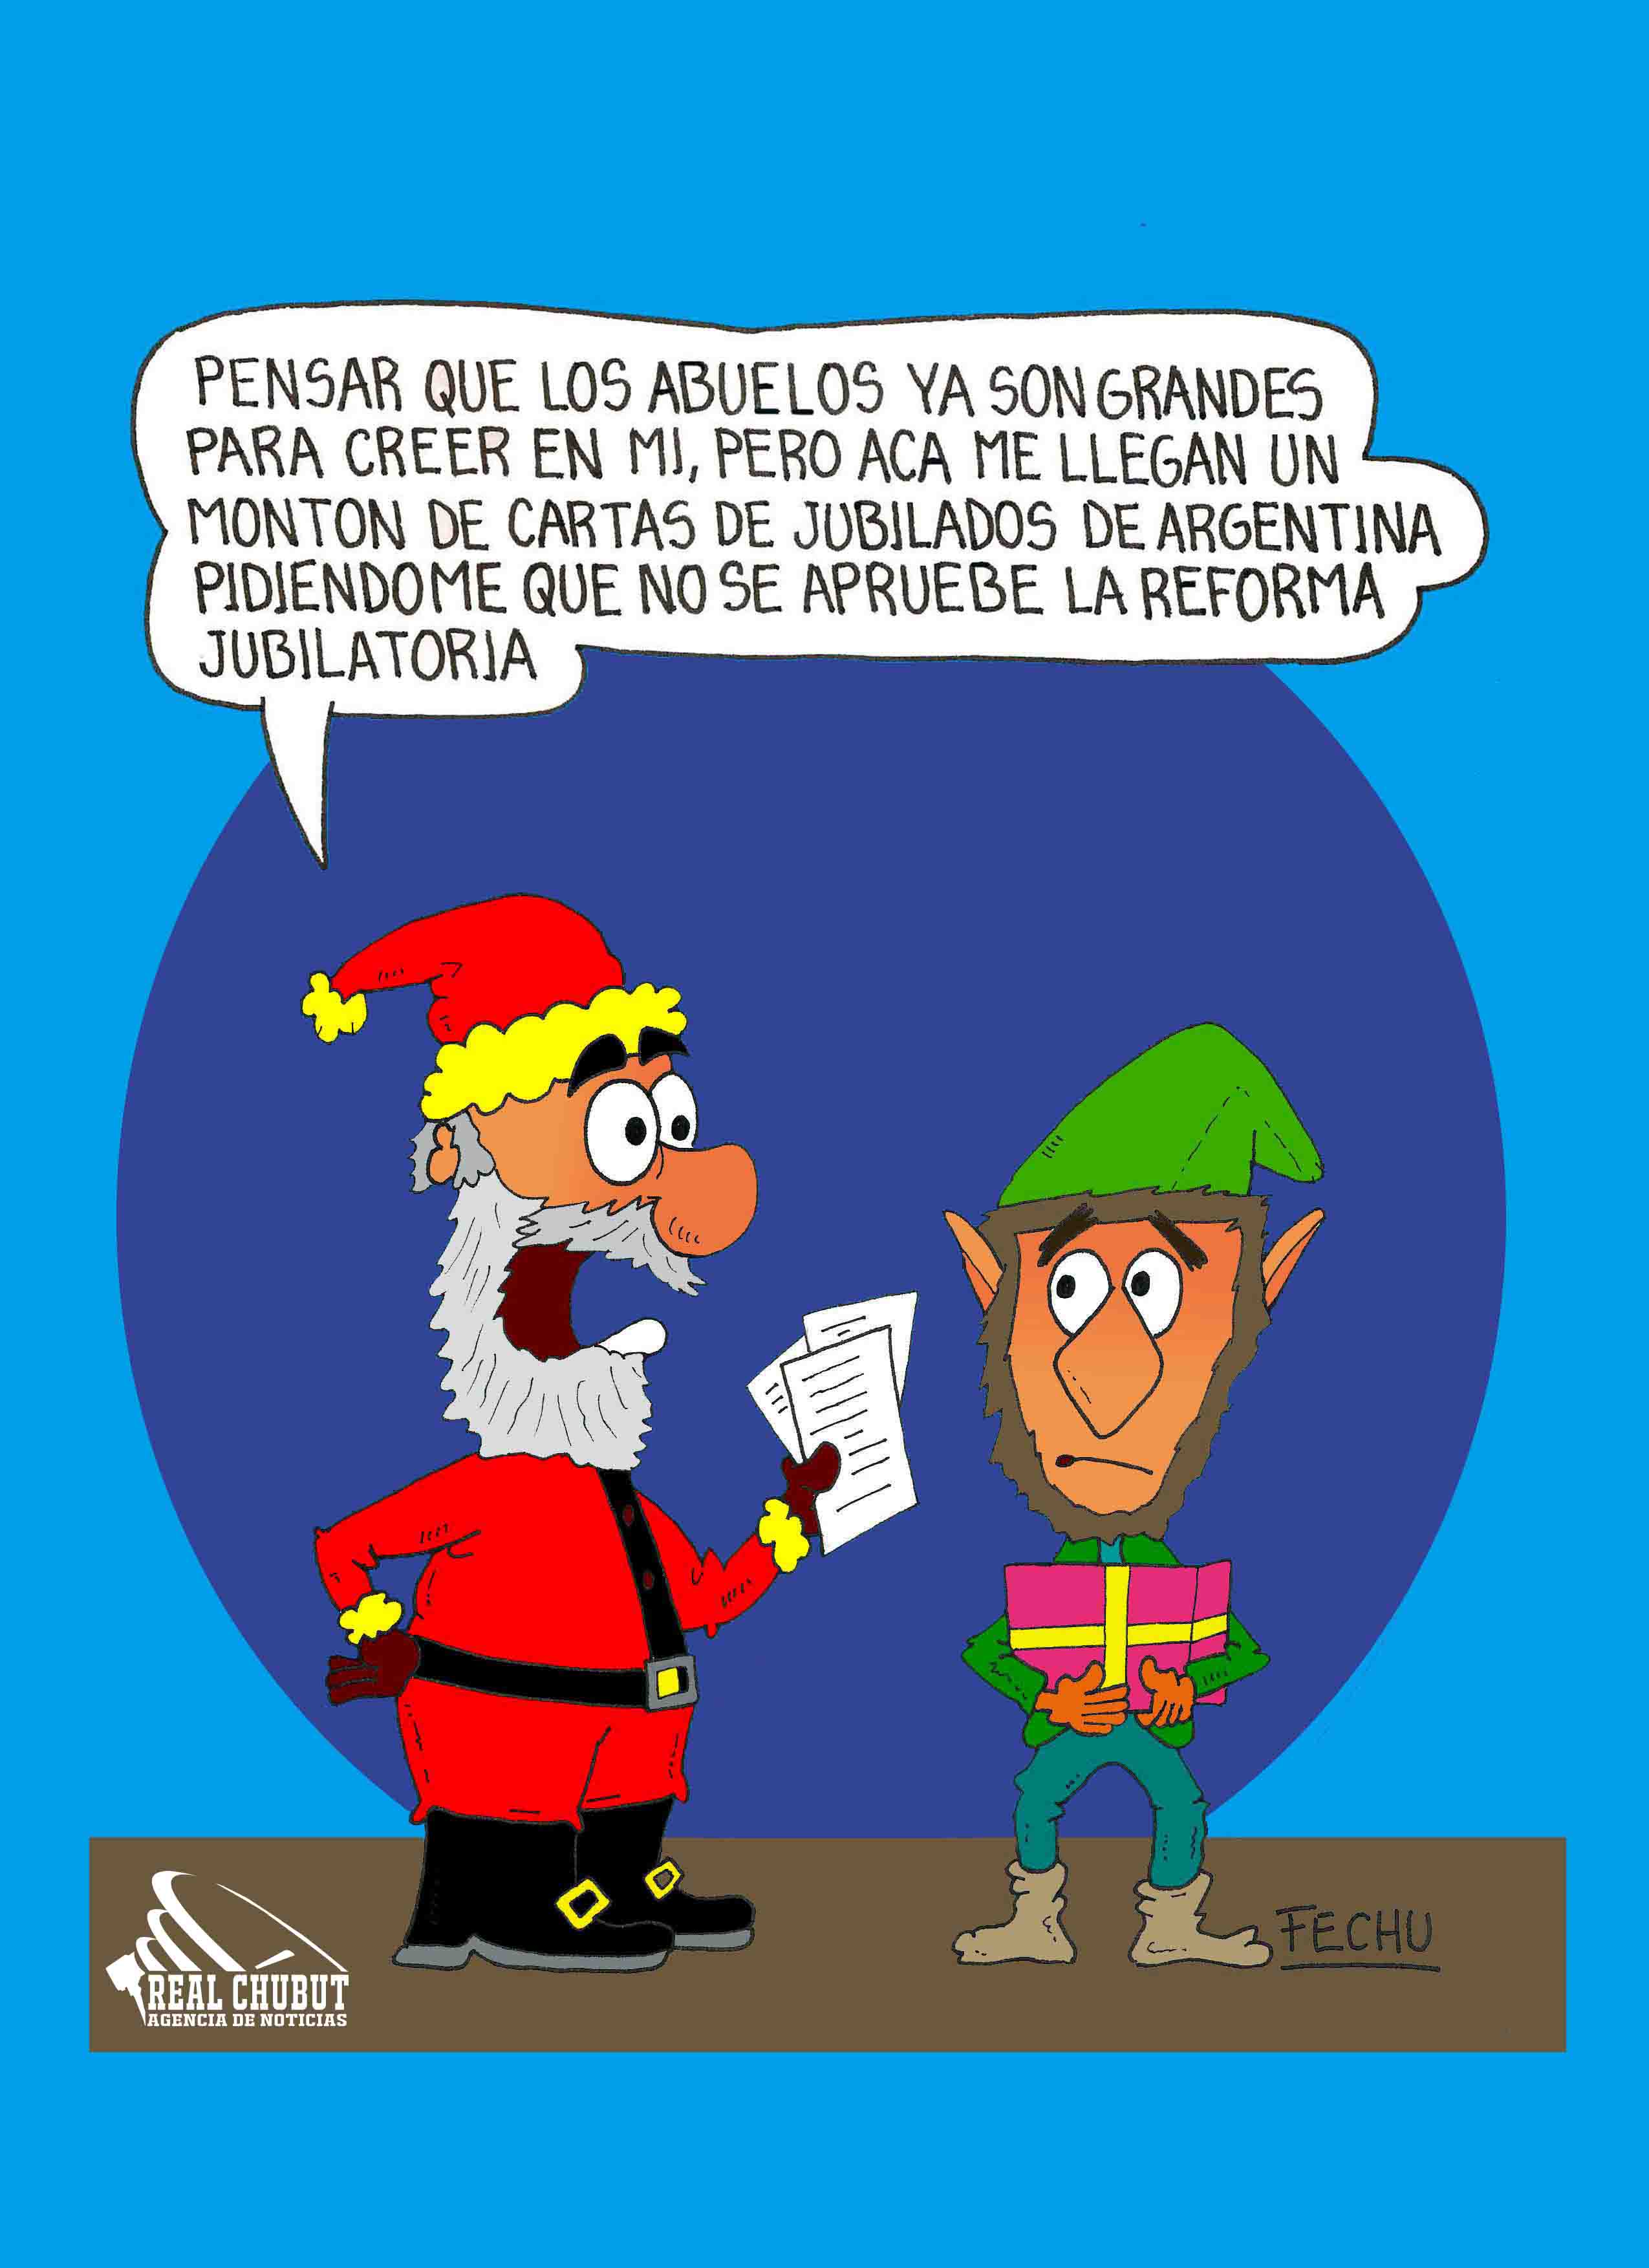 PENSAR QUE LOS ABUELOS YA SON GRANDES
PARA CREER EN MI, PERO ACA ME LLEGAN UN
MONTON DE CARTAS DE JUBILADOS DE ARGENTINA
PIDIENDOME QUE NO SE APRUEBE LA REFORMA
JUBILATORIA
FECHU
REAL CHUBUT
AGENCIA DE NOTICIAS